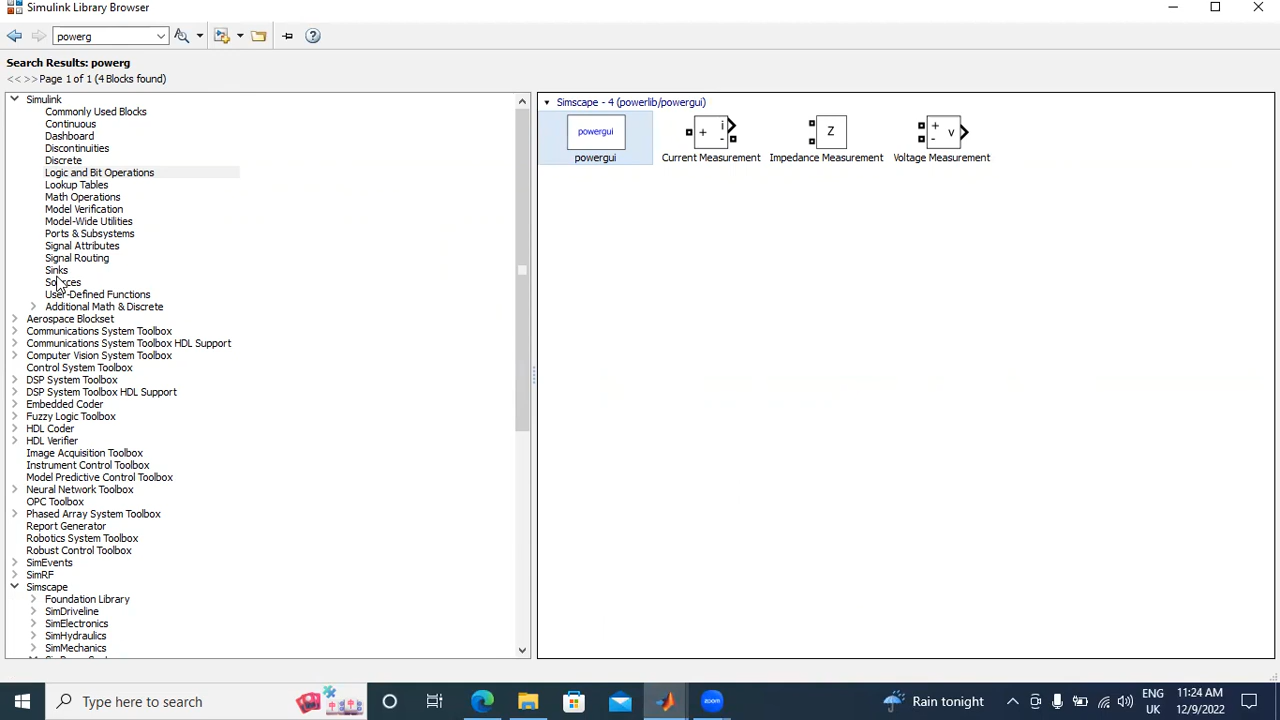 Simulink Library Browser
powerg
Search Results: powerg
<< >> Page 1 of 1 (4 Blocks found)
Simulink
Commonly Used Blocks
Continuous
Dashboard
Discontinuities
Discrete
Logic and Bit Operations
Lookup Tables
Math Operations
Model Verification
Model-Wide Utilities
Ports & Subsystems
Signal Attributes
Signal Routing
Sinks
Sources
User-Defined Functions
Additional Math & Discrete
Aerospace Blockset
Communications System Toolbox
Communications System Toolbox HDL Support
Computer Vision System Toolbox
Control System Toolbox
DSP System Toolbox
DSP System Toolbox HDL Support
Embedded Coder
Fuzzy Logic Toolbox
HDL Coder
HDL Verifier
Image Acquisition Toolbox
Instrument Control Toolbox
Model Predictive Control Toolbox
Neural Network Toolbox
OPC Toolbox
Phased Array System Toolbox
Report Generator
Robotics System Toolbox
Robust Control Toolbox
SimEvents
SimRF
Simscape
Foundation Library
SimDriveline
SimElectronics
SimHydraulics
SimMechanics
Simscape - 4 (powerlib/powergui)
powergui
+ i -
Z
+ - v
powergui
Current Measurement
Impedance Measurement
Voltage Measurement
Type here to search
zoom
Rain tonight
ENG
UK
11:24 AM
12/9/2022